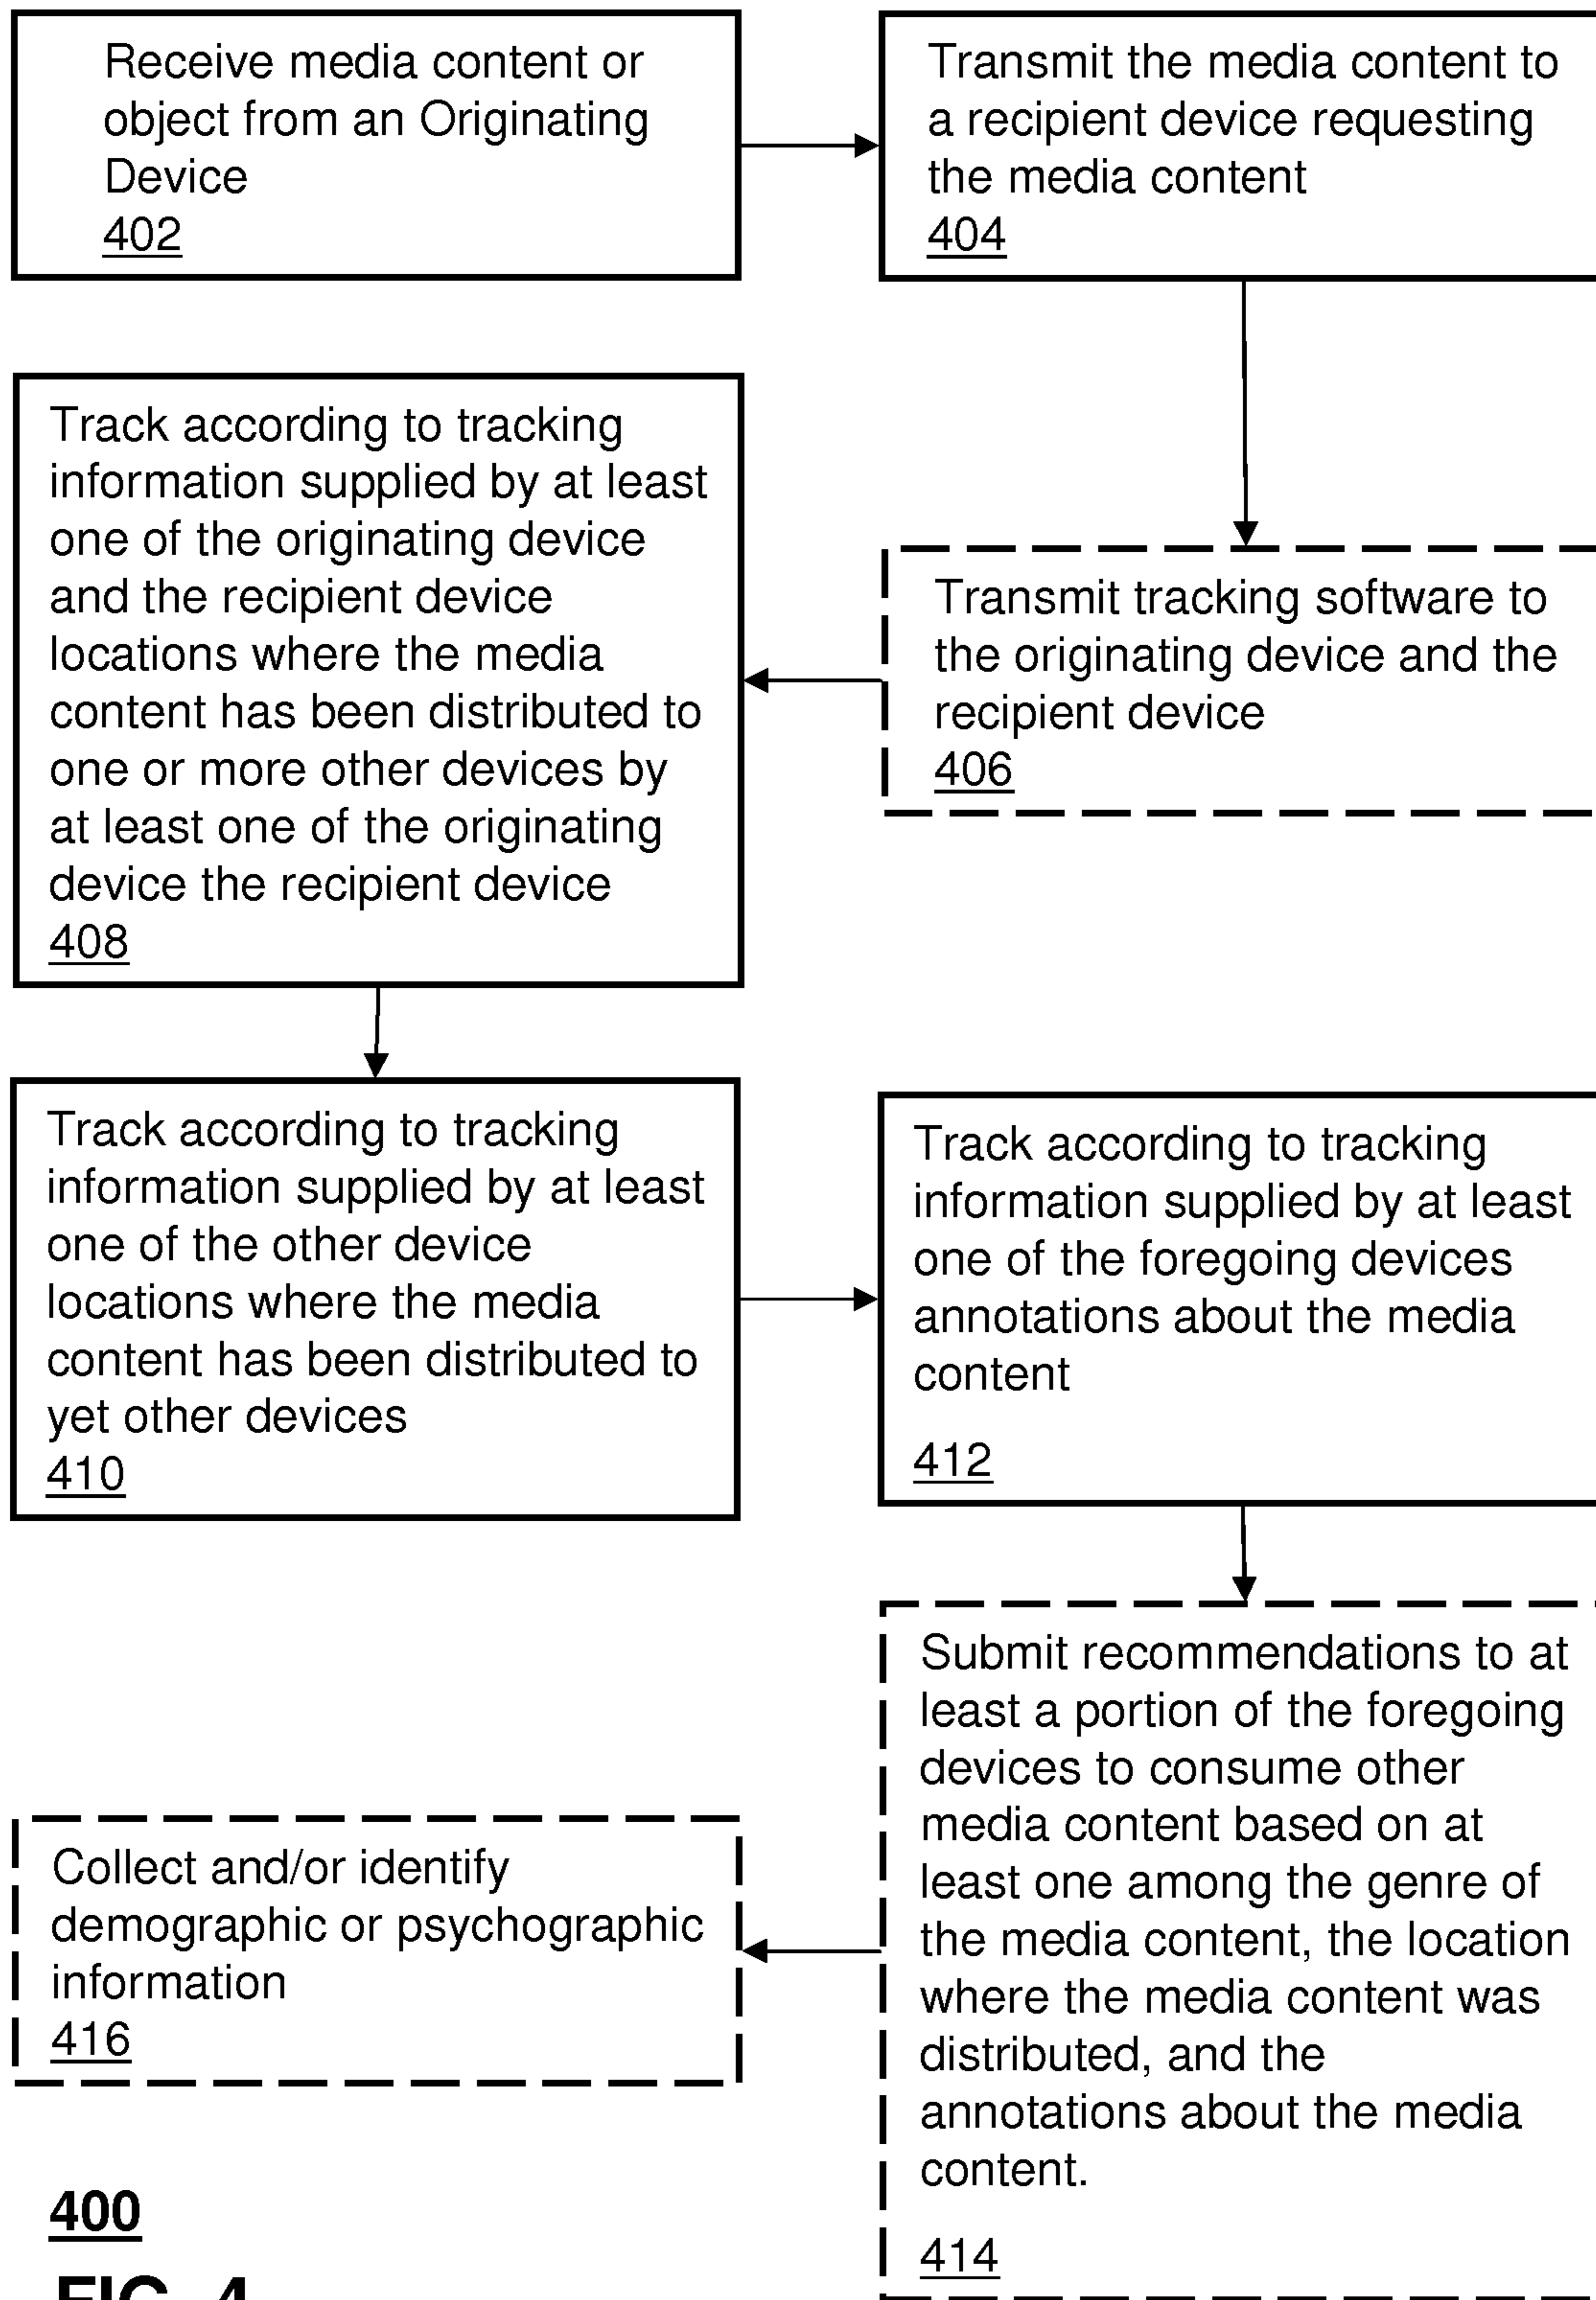 Receive media content or
object from an Originating
Device
402
Transmit the media content to
a recipient device requesting
the media content
404
Transmit tracking software to
the originating device and the
recipient device
406
Track according to tracking
information supplied by at least
one of the originating device
and the recipient device
locations where the media
content has been distributed to
one or more other devices by
at least one of the originating
device the recipient device
408
Track according to tracking
information supplied by at least
one of the other device
locations where the media
content has been distributed to
yet other devices
410
Track according to tracking
information supplied by at least
one of the foregoing devices
annotations about the media
content
412
Submit recommendations to at
least a portion of the foregoing
devices to consume other
media content based on at
least one among the genre of
the media content, the location
where the media content was
distributed, and the
annotations about the media
content.
414
Collect and/or identify
demographic or psychographic
information
416
400
FIG. 4